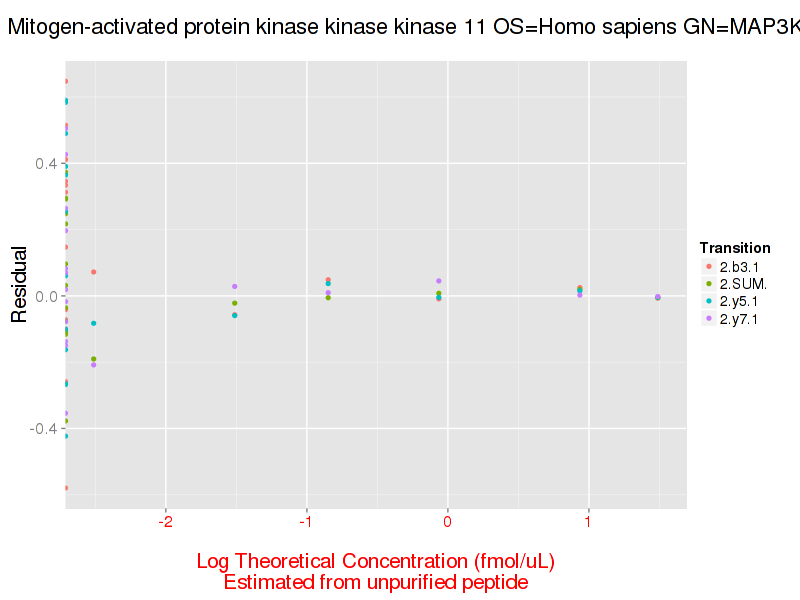 Mitogen-activated protein kinase kinase kinase 11 OS=Homo sapiens GN=MAP3K
Residual
0.4
0.0
-0.4
-2
-1
0
1
Log Theoretical Concentration (fmol/uL)
Estimated from unpurified peptide
Transition
2.b3.1
2.SUM.
2.y5.1
2.y7.1